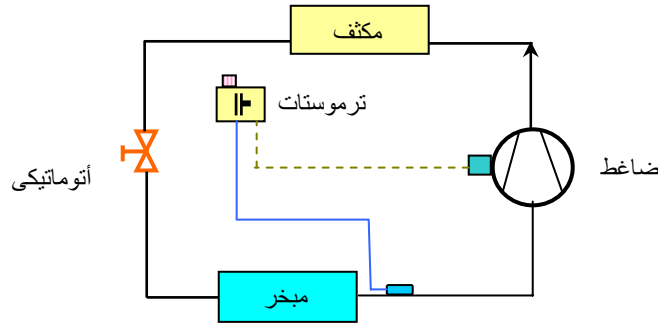 مكثف
ترموستات
ضاغط
أتوماتيكى
مبخر